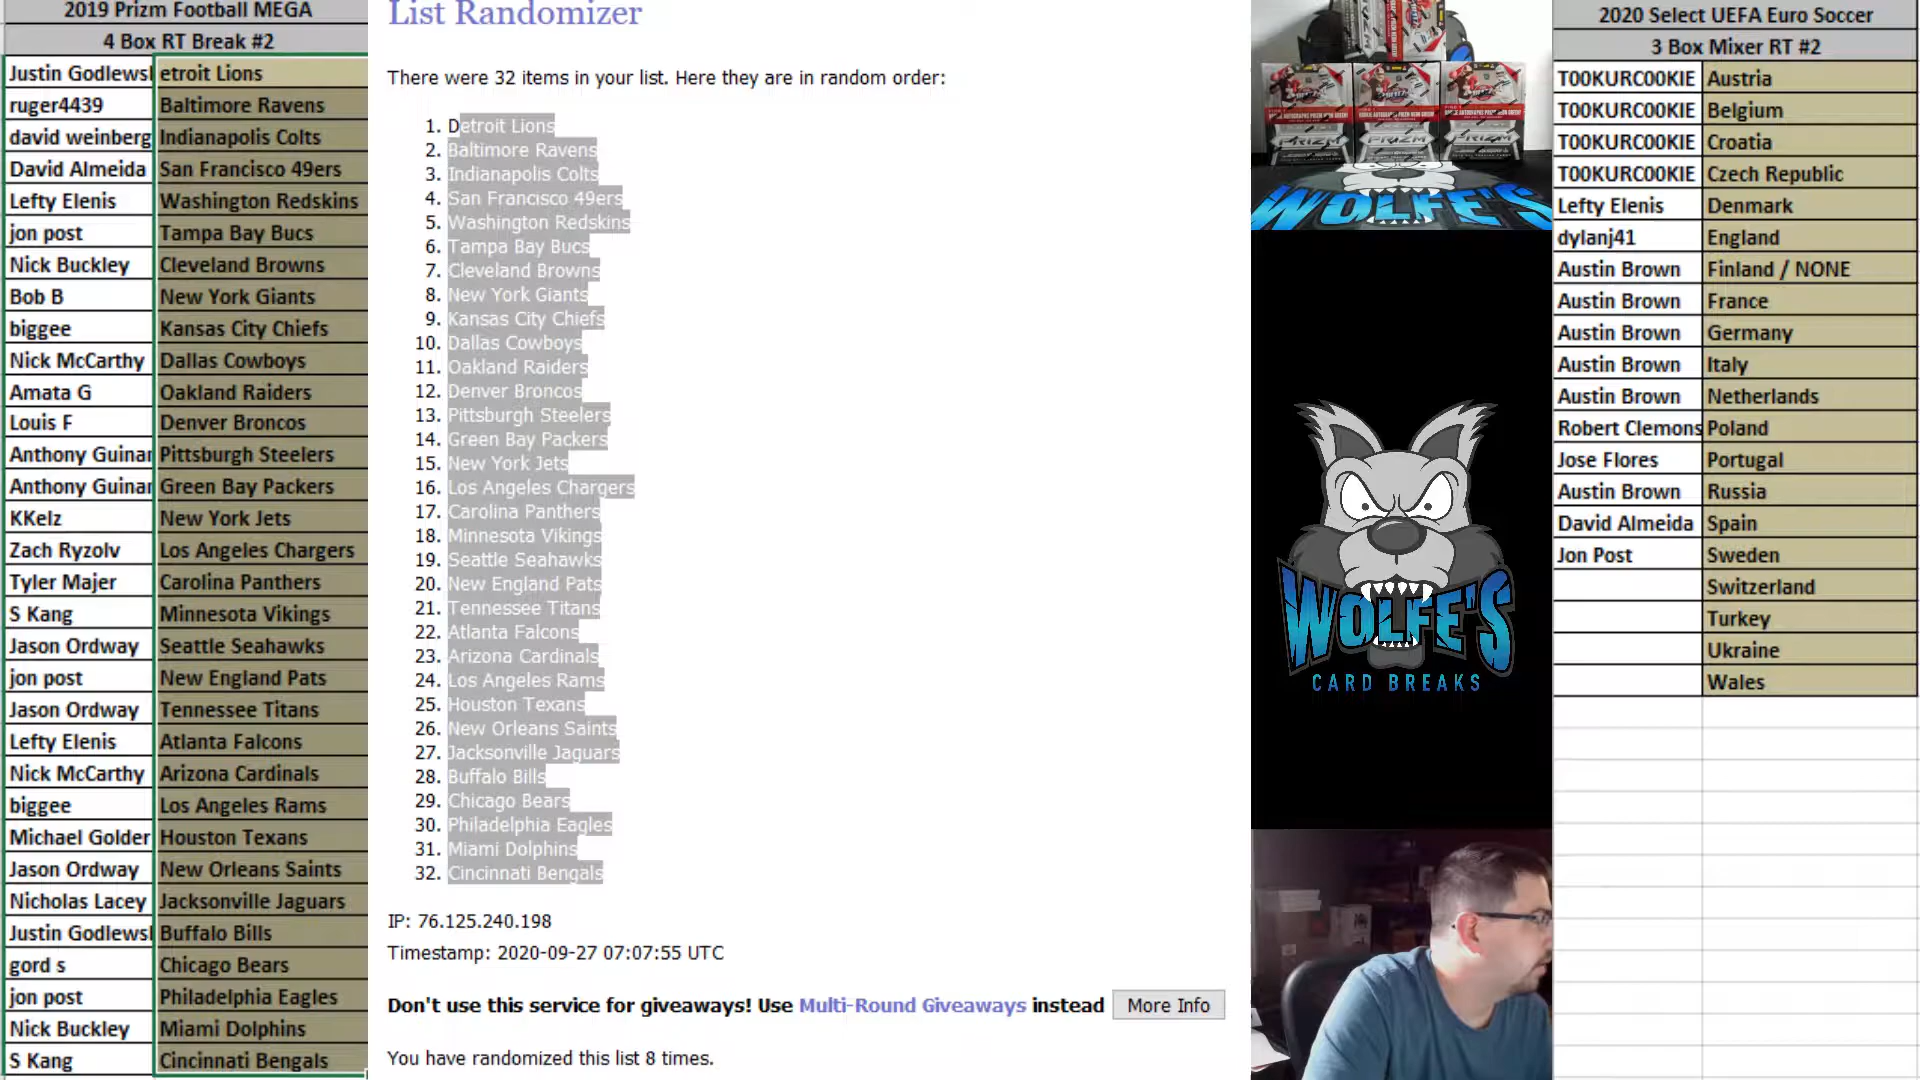 2019 Prizm Football MEGA
4 Box RT Break #2
Justin Godlewsl etroit Lions
ruger4439 Baltimore Ravens
david weinberg Indianapolis Colts
David Almeida San Francisco 49ers
Lefty Elenis Washington Redskins
jon post Tampa Bay Bucs
Nick Buckley Cleveland Browns
Bob B New York Giants
biggee Kansas City Chiefs
Nick McCarthy Dallas Cowboys
Amata G Oakland Raiders
Louis F Denver Broncos
Anthony Guinar Pittsburgh Steelers
Anthony Guinar Green Bay Packers
KKelz New York Jets
Zach Ryzolv Los Angeles Chargers
Tyler Majer Carolina Panthers
S Kang Minnesota Vikings
Jason Ordway Seattle Seahawks
jon post New England Pats
Jason Ordway Tennessee Titans
Lefty Elenis Atlanta Falcons
Nick McCarthy Arizona Cardinals
biggee Los Angeles Rams
Michael Golder Houston Texans
Jason Ordway New Orleans Saints
Nicholas Lacey Jacksonville Jaguars
Justin Godlewsl Buffalo Bills
gord s Chicago Bears
jon post Philadelphia Eagles
Nick Buckley Miami Dolphins
S Kang Cincinnati Bengals
List Randomizer
There were 32 items in your list. Here they are in random order:
1. Detroit Lions
2. Baltimore Ravens
3. Indianapolis Colts
4. San Francisco 49ers
5. Washington Redskins
6. Tampa Bay Bucs
7. Cleveland Browns
8. New York Giants
9. Kansas City Chiefs
10. Dallas Cowboys
11. Oakland Raiders
12. Denver Broncos
13. Pittsburgh Steelers
14. Green Bay Packers
15. New York Jets
16. Los Angeles Chargers
17. Carolina Panthers
18. Minnesota Vikings
19. Seattle Seahawks
20. New England Pats
21. Tennessee Titans
22. Atlanta Falcons
23. Arizona Cardinals
24. Los Angeles Rams
25. Houston Texans
26. New Orleans Saints
27. Jacksonville Jaguars
28. Buffalo Bills
29. Chicago Bears
30. Philadelphia Eagles
31. Miami Dolphins
32. Cincinnati Bengals
IP: 76.125.240.198
Timestamp: 2020-09-27 07:07:55 UTC
Don't use this service for giveaways! Use Multi-Round Giveaways instead More Info
You have randomized this list 8 times.
PRIZM PRIZM PRIZM
WOLFE'S
WOLFE'S
CARD BREAKS
2020 Select UEFA Euro Soccer
3 Box Mixer RT #2
T00KURC00KIE Austria
T00KURC00KIE Belgium
T00KURC00KIE Croatia
T00KURC00KIE Czech Republic
Lefty Elenis Denmark
dylanj41 England
Austin Brown Finland / NONE
Austin Brown France
Austin Brown Germany
Austin Brown Italy
Austin Brown Netherlands
Robert Clemons Poland
Jose Flores Portugal
Austin Brown Russia
David Almeida Spain
Jon Post Sweden
Switzerland
Turkey
Ukraine
Wales